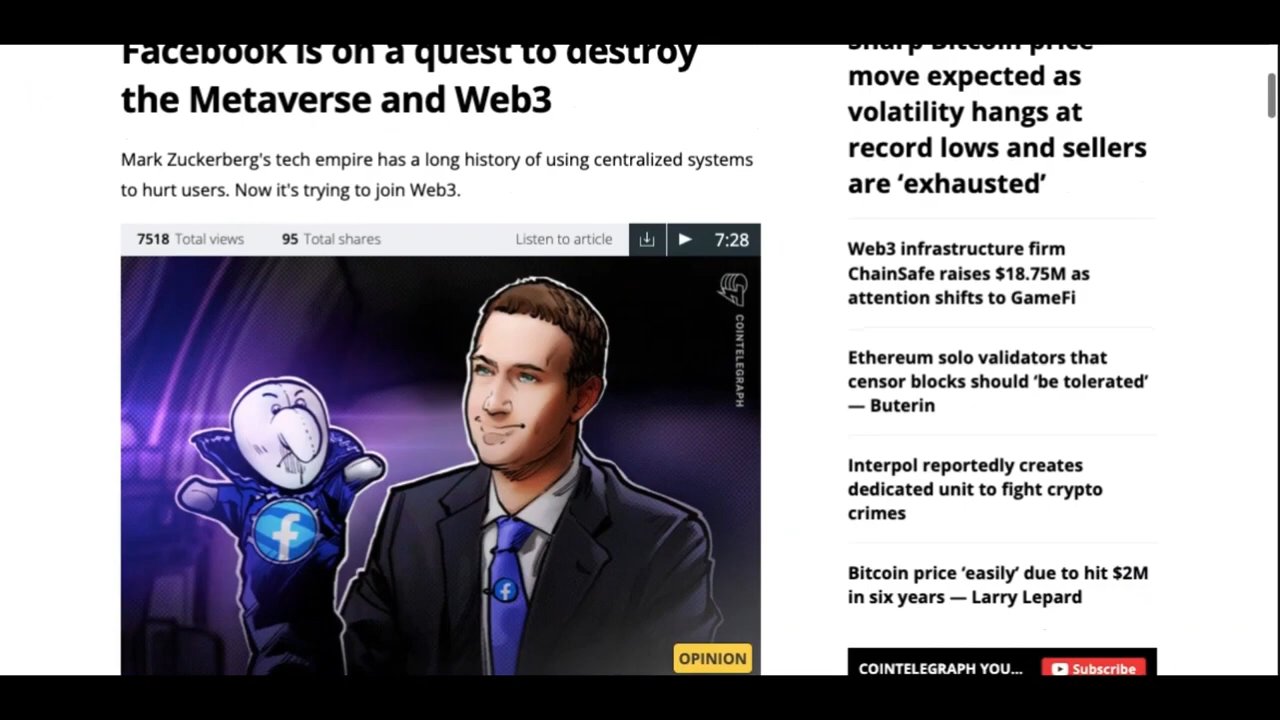 Facebook is on a quest to destroy
the Metaverse and Web3
Mark Zuckerberg's tech empire has a long history of using centralized systems
to hurt users. Now it's trying to join Web3.
7518 Total views 95 Total shares Listen to article 7:28
COINTELEGRAPH
f
f
OPINION
Sharp Bitcoin price
move expected as
volatility hangs at
record lows and sellers
are ‘exhausted’
Web3 infrastructure firm
ChainSafe raises $18.75M as
attention shifts to GameFi
Ethereum solo validators that
censor blocks should ‘be tolerated’
— Buterin
Interpol reportedly creates
dedicated unit to fight crypto
crimes
Bitcoin price ‘easily’ due to hit $2M
in six years — Larry Lepard
COINTELEGRAPH YOU... Subscribe